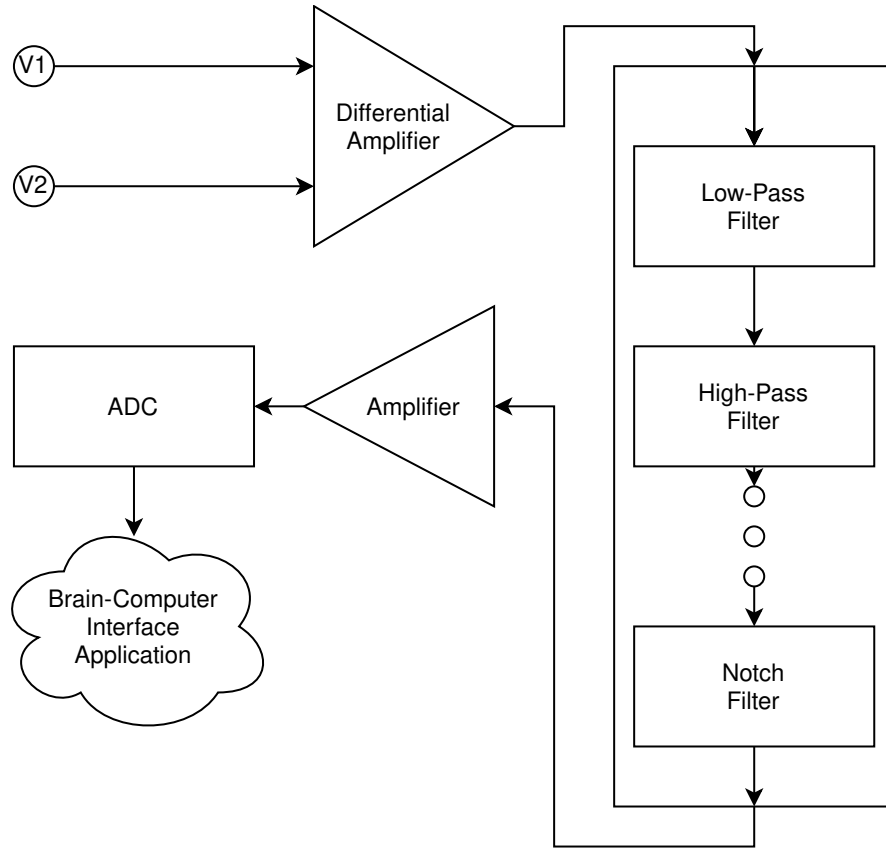 V1
V2
Differential
Amplifier
Low-Pass
Filter
High-Pass
Filter
Notch
Filter
Amplifier
ADC
Brain-Computer
Interface
Application